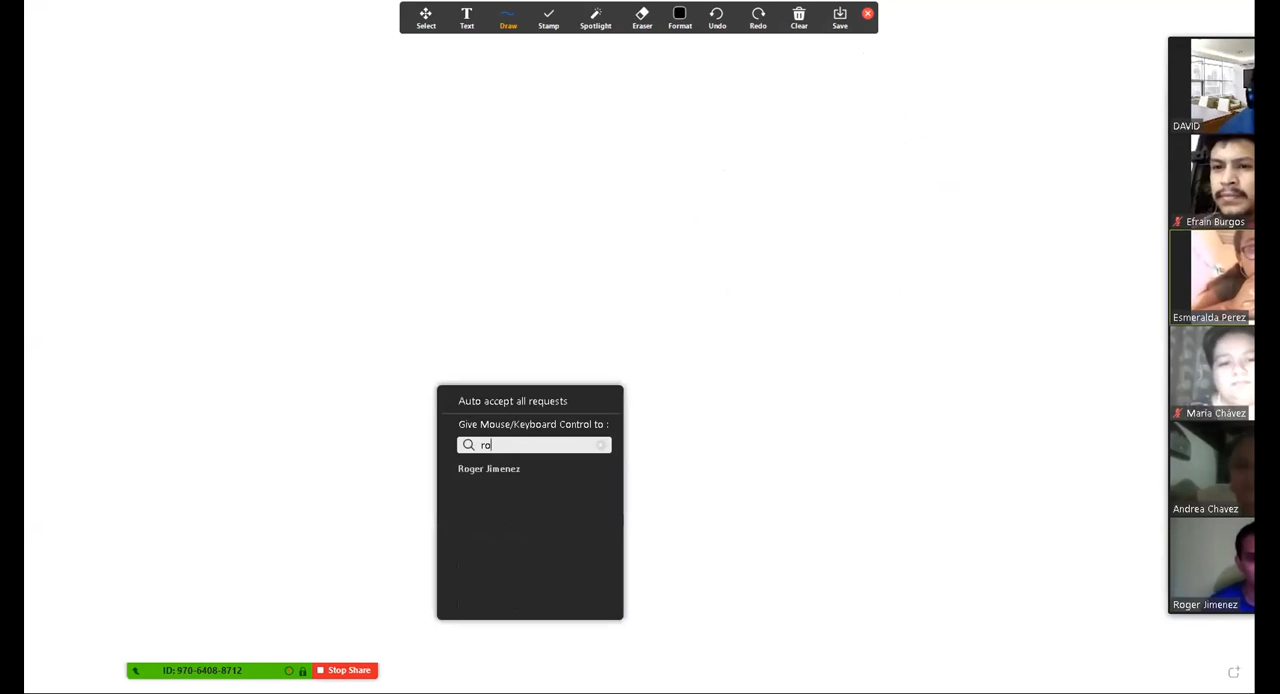 Select Text Draw Stamp Spotlight Eraser Format Undo Redo Clear Save
DAVID
Efrain Burgos
Esmeralda Perez
María Chávez
Andrea Chavez
Roger Jimenez
Auto accept all requests
Give Mouse/Keyboard Control to :
ro
Roger Jimenez
ID: 970-6408-8712 Stop Share